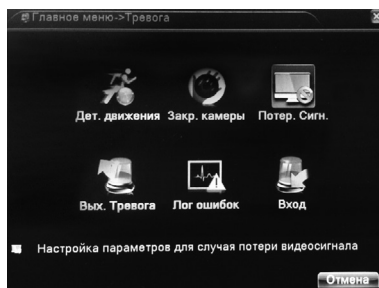 Главное меню->Тревога
Дет. движения Закр. камеры Потер. Сигн.
Вых. Тревога Лог ошибок Вход
Настройка параметров для случая потери видеосигнала
Отмена